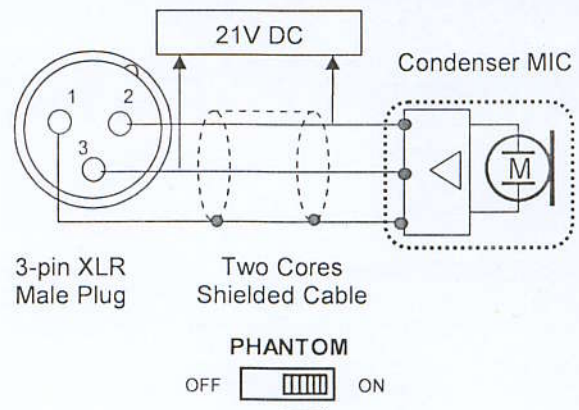 21V DC
Condenser MIC
1
2
3
M
3-pin XLR
Male Plug
Two Cores
Shielded Cable
PHANTOM
OFF
ON